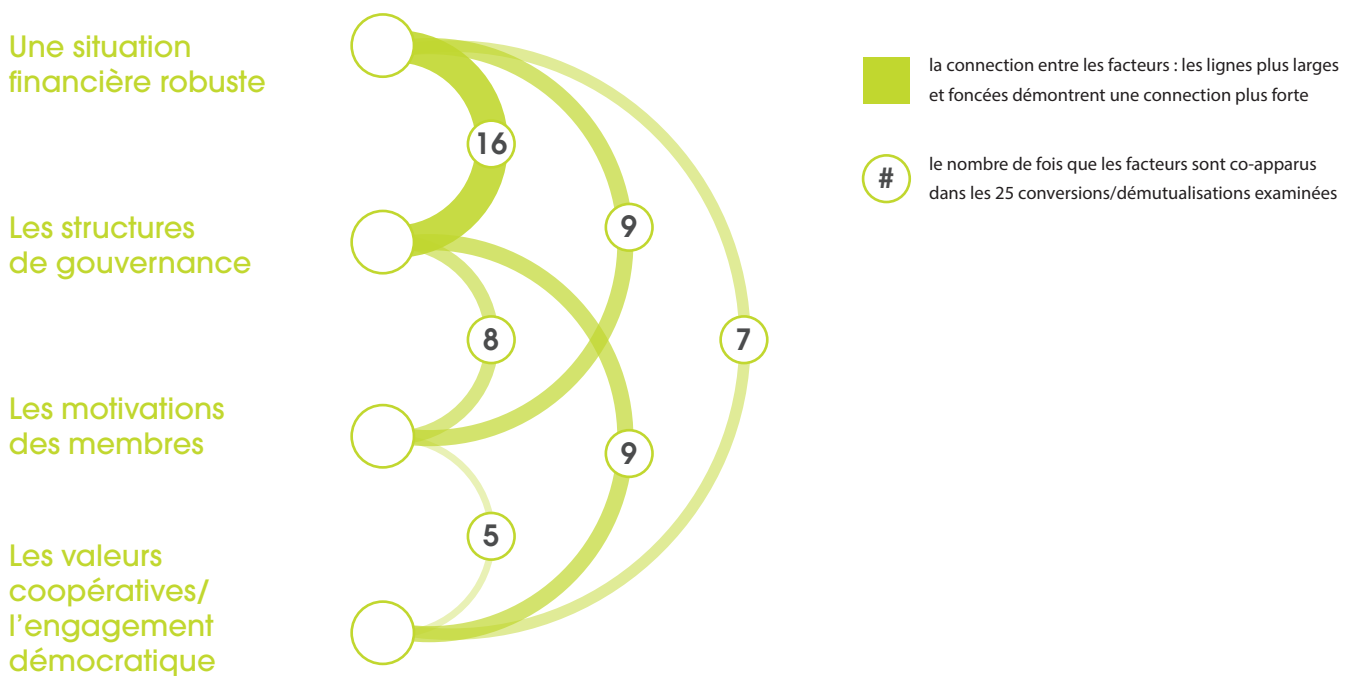 Une situation
financière robuste
Les structures
de gouvernance
Les motivations
des membres
Les valeurs
coopératives/
l'engagement
démocratique
16
9
8
7
9
5
la connection entre les facteurs : les lignes plus larges
et foncées démontrent une connection plus forte
#
le nombre de fois que les facteurs sont co-apparus
dans les 25 conversions/démutualisations examinées